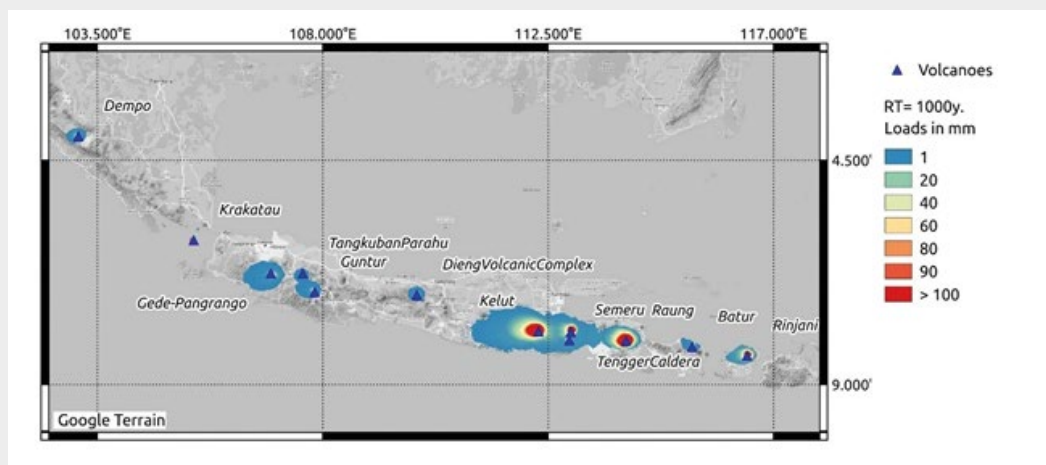 103.500°E 108.000°E 112.500°E 117.000°E
Volcanoes
Dempo
RT= 1000y.
Loads in mm
1
4.500°
20
40
Krakatau
60
TangkubanParahu
80
Guntur
DiengVolcanicComplex
90
Gede-Pangrango
Kelut
> 100
Semeru Raung
Batur
Rinjani
TenggerCaldera
9.000°
Google Terrain